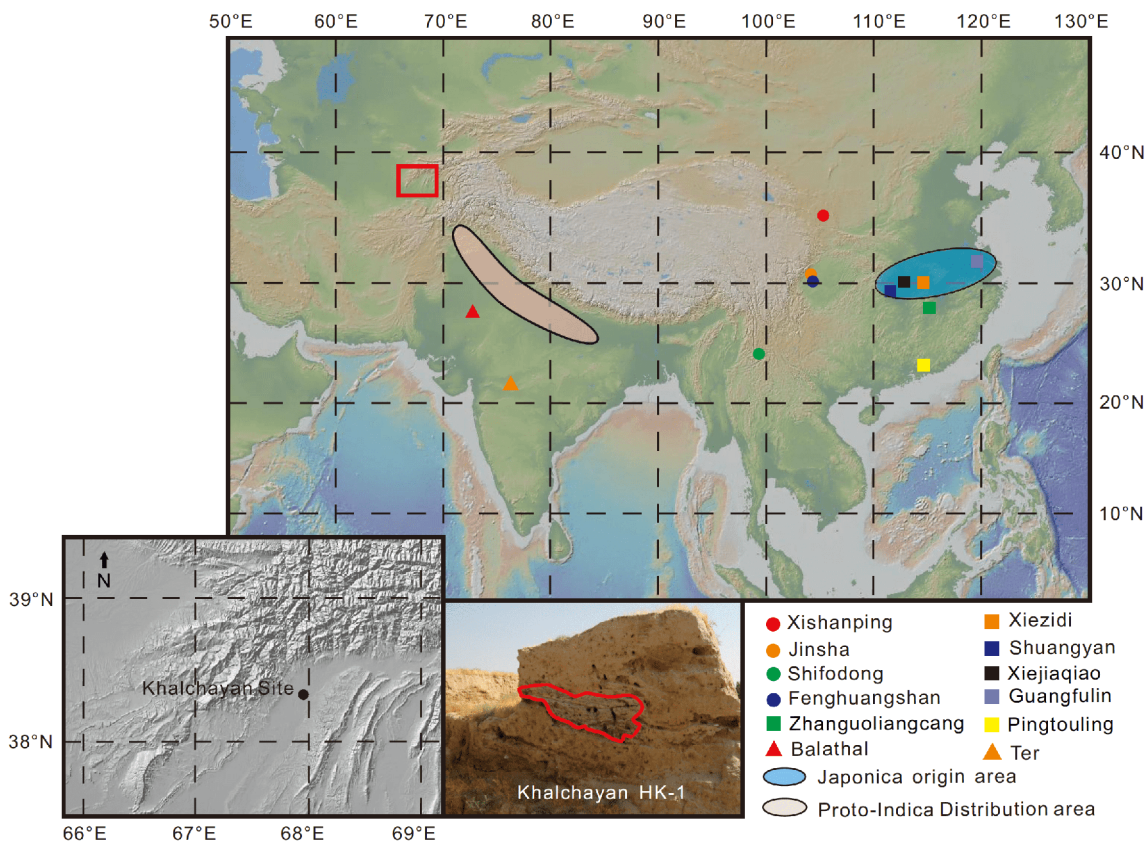 50°E 60°E 70°E 80°E 90°E 100°E 110°E 120°E 130°E
40°N
30°N
20°N
10°N
N
39°N
38°N
Khalchayan Site
66°E 67°E 68°E 69°E
Khalchayan HK-1
Xishanping
Jinsha
Shifodong
Fenghuangshan
Zhanguoliangcang
Balathal
Xiezidi
Shuangyan
Xiejiaqiao
Guangfulin
Pingtouling
Ter
Japonica origin area
Proto-Indica Distribution area